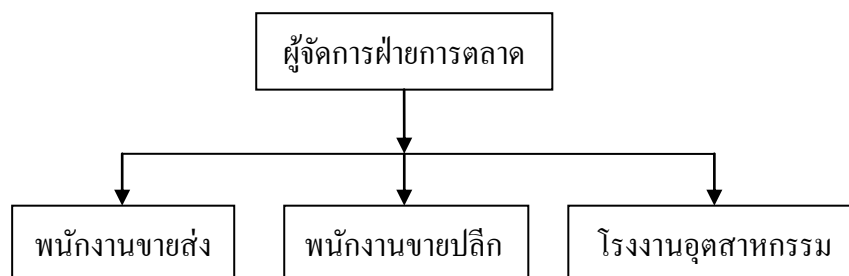 ผู้จัดการฝ่ายการตลาด
พนักงานขายส่ง
พนักงานขายปลีก
โรงงานอุตสาหกรรม